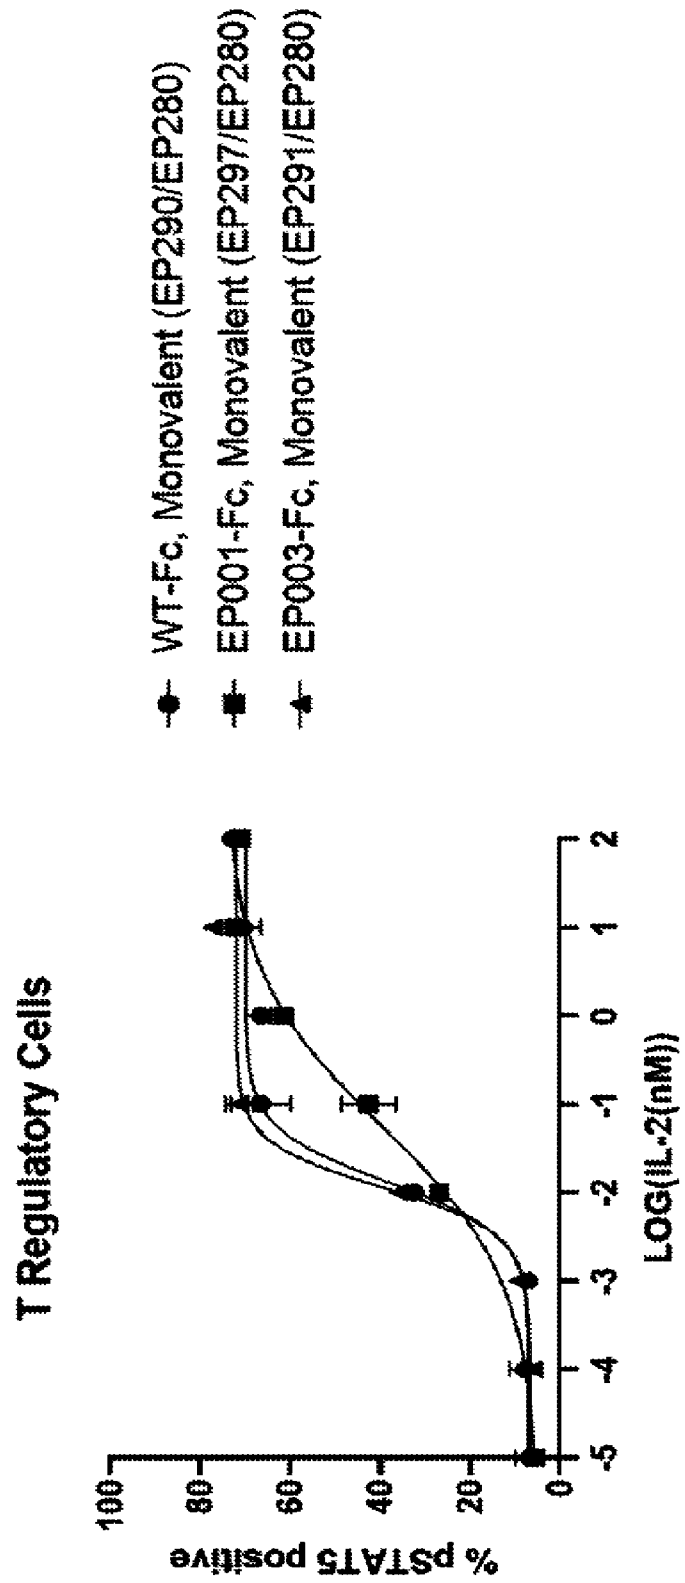 T Regulatory Cells
% pSTAT5 positive
100
80
60
40
20
0
-5
-4
-3
-2
-1
0
1
2
LOG(IL-2(nM))
WT-Fc, Monovalent (EP290/EP280)
EP001-Fc, Monovalent (EP297/EP280)
EP003-Fc, Monovalent (EP291/EP280)